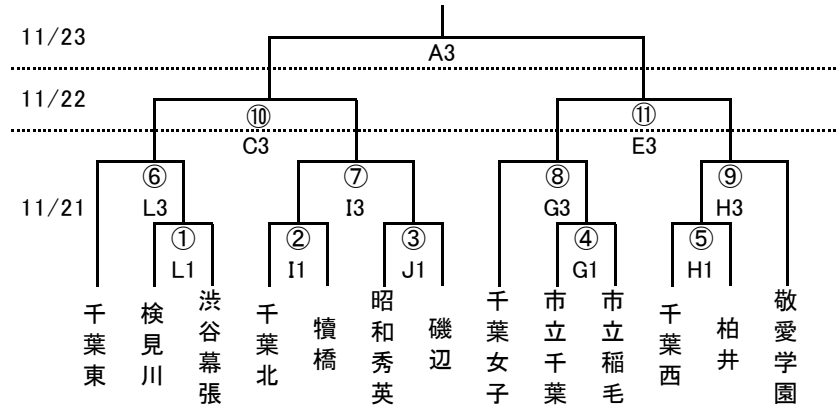 11/23
A3
11/22
⑩ ⑪
C3 E3
⑥ ⑦ ⑧ ⑨
11/21 L3 I3 G3 H3
① ② ③ ④ ⑤
L1 I1 J1 G1 H1
千葉東
検見川
渋谷幕張
千葉北
犢橋
昭和秀英
磯辺
千葉女子
市立千葉
市立稲毛
千葉西
柏井
敬愛学園